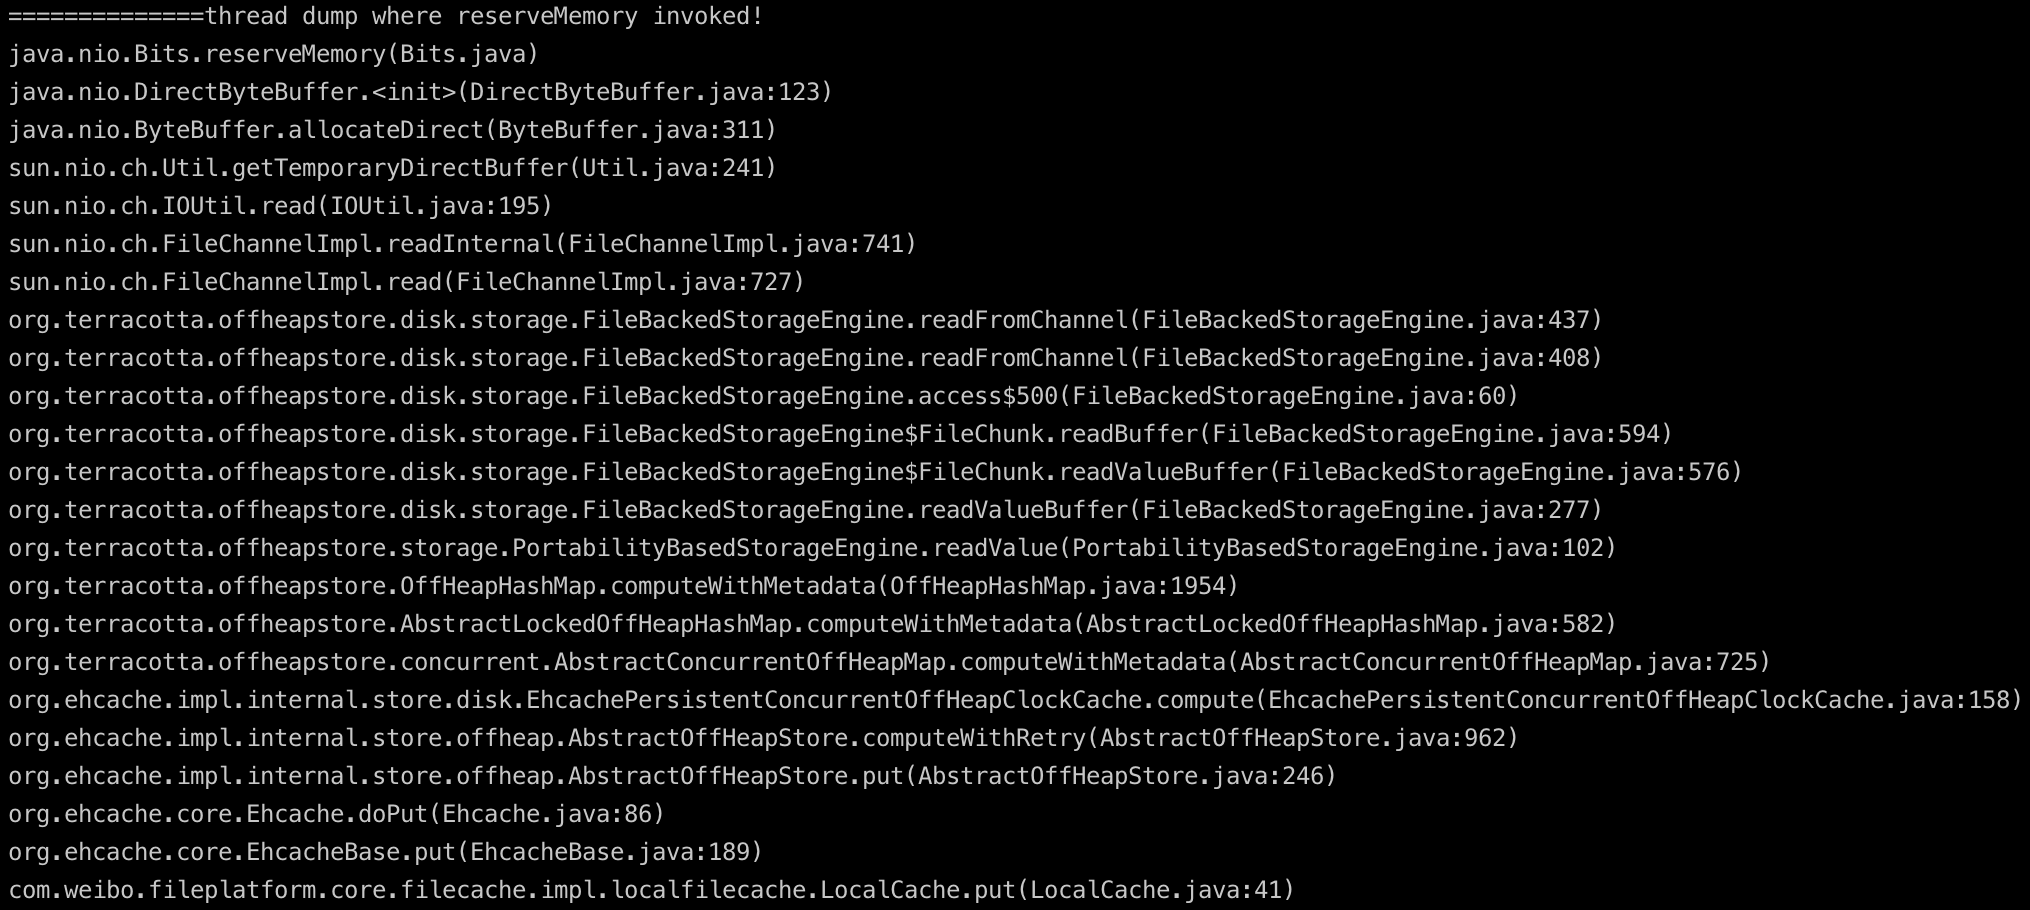 ==============thread dump where reserveMemory invoked!
java.nio.Bits.reserveMemory(Bits.java)
java.nio.DirectByteBuffer.<init>(DirectByteBuffer.java:123)
java.nio.ByteBuffer.allocateDirect(ByteBuffer.java:311)
sun.nio.ch.Util.getTemporaryDirectBuffer(Util.java:241)
sun.nio.ch.IOUtil.read(IOUtil.java:195)
sun.nio.ch.FileChannelImpl.readInternal(FileChannelImpl.java:741)
sun.nio.ch.FileChannelImpl.read(FileChannelImpl.java:727)
org.terracotta.offheapstore.disk.storage.FileBackedStorageEngine.readFromChannel(FileBackedStorageEngine.java:437)
org.terracotta.offheapstore.disk.storage.FileBackedStorageEngine.readFromChannel(FileBackedStorageEngine.java:408)
org.terracotta.offheapstore.disk.storage.FileBackedStorageEngine.access$500(FileBackedStorageEngine.java:60)
org.terracotta.offheapstore.disk.storage.FileBackedStorageEngine$FileChunk.readBuffer(FileBackedStorageEngine.java:594)
org.terracotta.offheapstore.disk.storage.FileBackedStorageEngine$FileChunk.readValueBuffer(FileBackedStorageEngine.java:576)
org.terracotta.offheapstore.disk.storage.FileBackedStorageEngine.readValueBuffer(FileBackedStorageEngine.java:277)
org.terracotta.offheapstore.storage.PortabilityBasedStorageEngine.readValue(PortabilityBasedStorageEngine.java:102)
org.terracotta.offheapstore.OffHeapHashMap.computeWithMetadata(OffHeapHashMap.java:1954)
org.terracotta.offheapstore.AbstractLockedOffHeapHashMap.computeWithMetadata(AbstractLockedOffHeapHashMap.java:582)
org.terracotta.offheapstore.concurrent.AbstractConcurrentOffHeapMap.computeWithMetadata(AbstractConcurrentOffHeapMap.java:725)
org.ehcache.impl.internal.store.disk.EhcachePersistentConcurrentOffHeapClockCache.compute(EhcachePersistentConcurrentOffHeapClockCache.java:158)
org.ehcache.impl.internal.store.offheap.AbstractOffHeapStore.computeWithRetry(AbstractOffHeapStore.java:962)
org.ehcache.impl.internal.store.offheap.AbstractOffHeapStore.put(AbstractOffHeapStore.java:246)
org.ehcache.core.Ehcache.doPut(Ehcache.java:86)
org.ehcache.core.EhcacheBase.put(EhcacheBase.java:189)
com.weibo.fileplatform.core.filecache.impl.localfilecache.LocalCache.put(LocalCache.java:41)